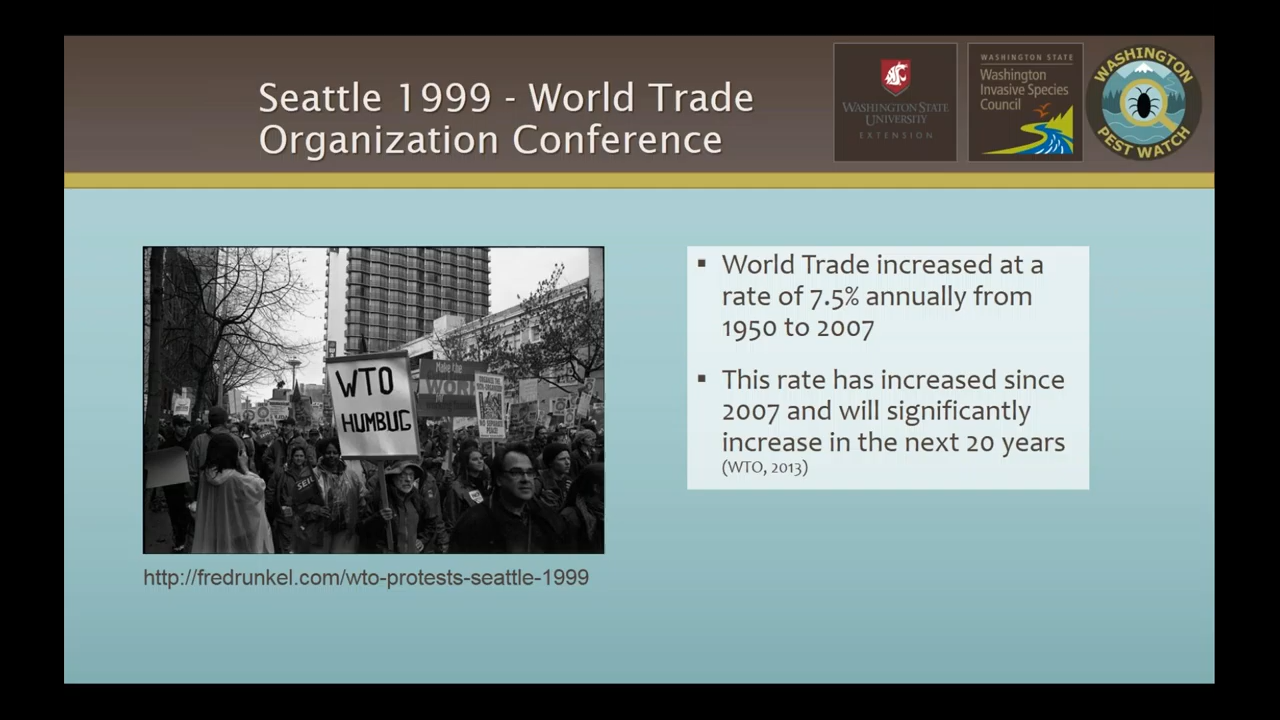 Seattle 1999 - World Trade
Organization Conference
WASHINGTON STATE
UNIVERSITY
EXTENSION
WASHINGTON STATE
Washington
Invasive Species
Council
WASHINGTON
PEST WATCH
WTO
HUMBUG
Make the
SEIU
http://fredrunkel.com/wto-protests-seattle-1999
▪ World Trade increased at a
rate of 7.5% annually from
1950 to 2007
▪ This rate has increased since
2007 and will significantly
increase in the next 20 years
(WTO, 2013)